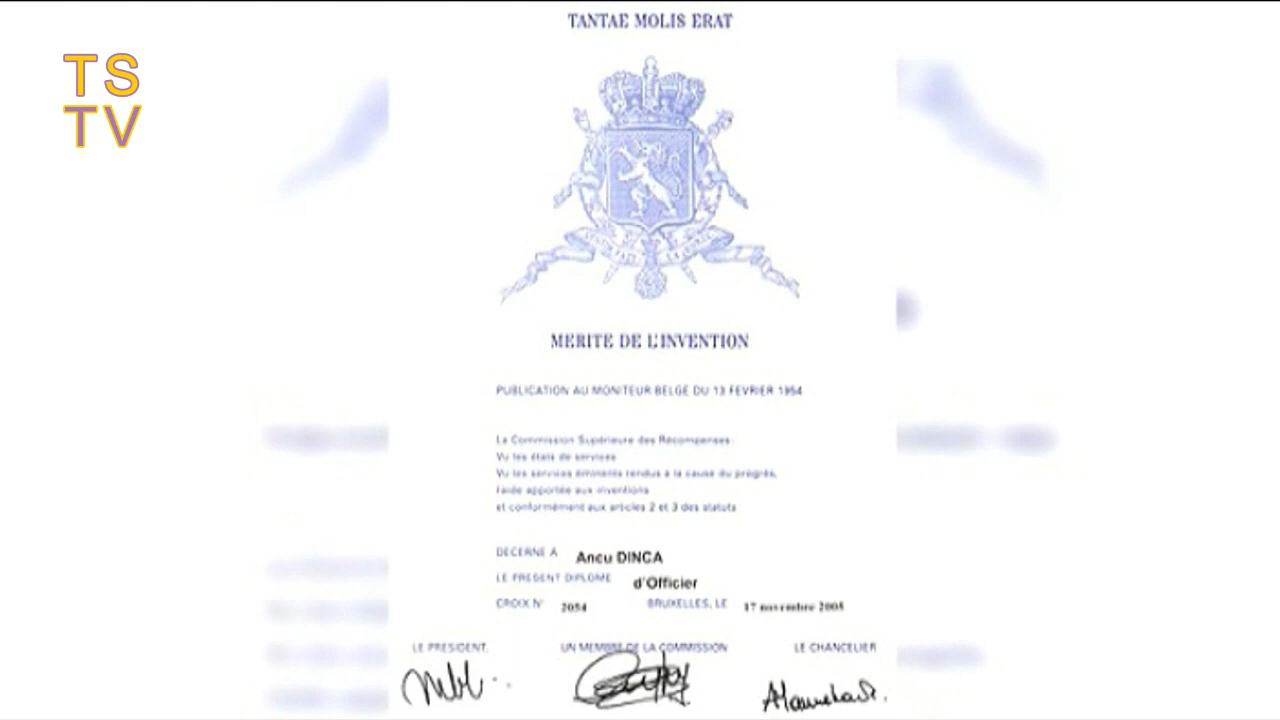 TANTAE MOLIS ERAT
TS
TV
MERITE DE L'INVENTION
PUBLICATION AU MONITEUR BELGE DU 13 FEVRIER 1954
La Commission Supérieure des Récompenses
Vu les états de services
Vu les services éminents rendus a la cause du progrès,
l'aide apportée aux inventions
et conformément aux articles 2 et 3 des statuts
DECERNE A Ancu DINCA
LE PRESENT DIPLOME d'Officier
CROIX N° 2054 BRUXELLES, LE 17 novembre 2005
LE PRESIDENT, UN MEMBRE DE LA COMMISSION LE CHANCELIER